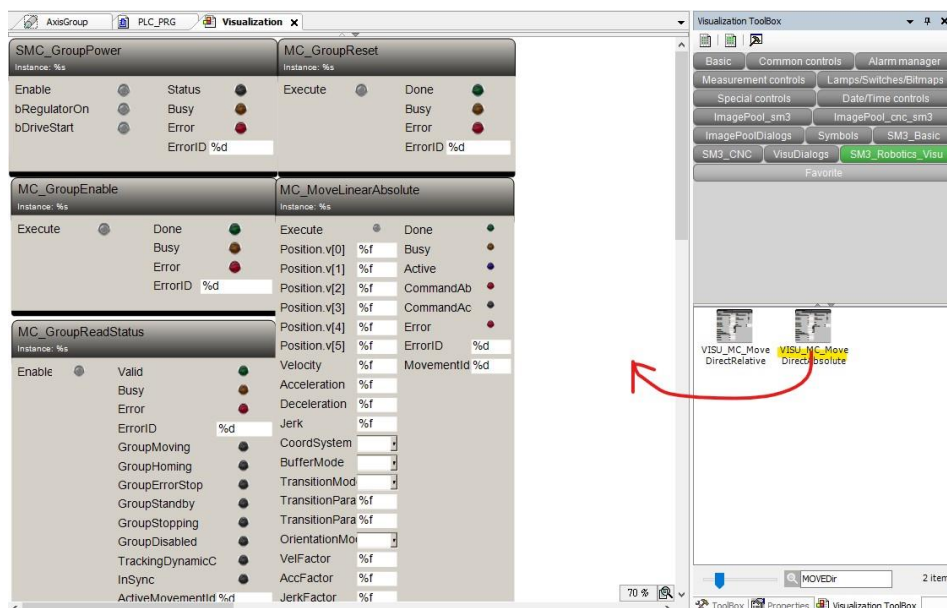 AxisGroup PLC_PRG Visualization
SMC_GroupPower
Instance: %s
Enable Status
bRegulatorOn Busy
bDriveStart Error
ErrorID %d
MC_GroupReset
Instance: %s
Execute Done
Busy
Error
ErrorID %d
MC_GroupEnable
Instance: %s
Execute Done
Busy
Error
ErrorID %d
MC_GroupReadStatus
Instance: %s
Enable Valid
Busy
Error
ErrorID %d
GroupMoving
GroupHoming
GroupErrorStop
GroupStandby
GroupStopping
GroupDisabled
TrackingDynamicC
InSync
ActiveMovementId %d
MC_MoveLinearAbsolute
Instance: %s
Execute Done
Position.v[0] %f Busy
Position.v[1] %f Active
Position.v[2] %f CommandAb
Position.v[3] %f CommandAc
Position.v[4] %f Error
Position.v[5] %f ErrorID %d
Velocity %f MovementId %d
Acceleration %f
Deceleration %f
Jerk %f
CoordSystem
BufferMode
TransitionMod
TransitionPara %f
TransitionPara %f
OrientationMo
VelFactor %f
AccFactor %f
JerkFactor %f
70 %
Visualization ToolBox
Basic Common controls Alarm manager
Measurement controls Lamps/Switches/Bitmaps
Special controls Date/Time controls
ImagePool_sm3 ImagePool_cnc_sm3
ImagePoolDialogs Symbols SM3_Basic
SM3_CNC VisuDialogs SM3_Robotics_Visu
Favorite
VISU_MC_Move
DirectRelative
VISU_MC_Move
DirectAbsolute
MOVEDir 2 item
ToolBox Properties Visualization ToolBox